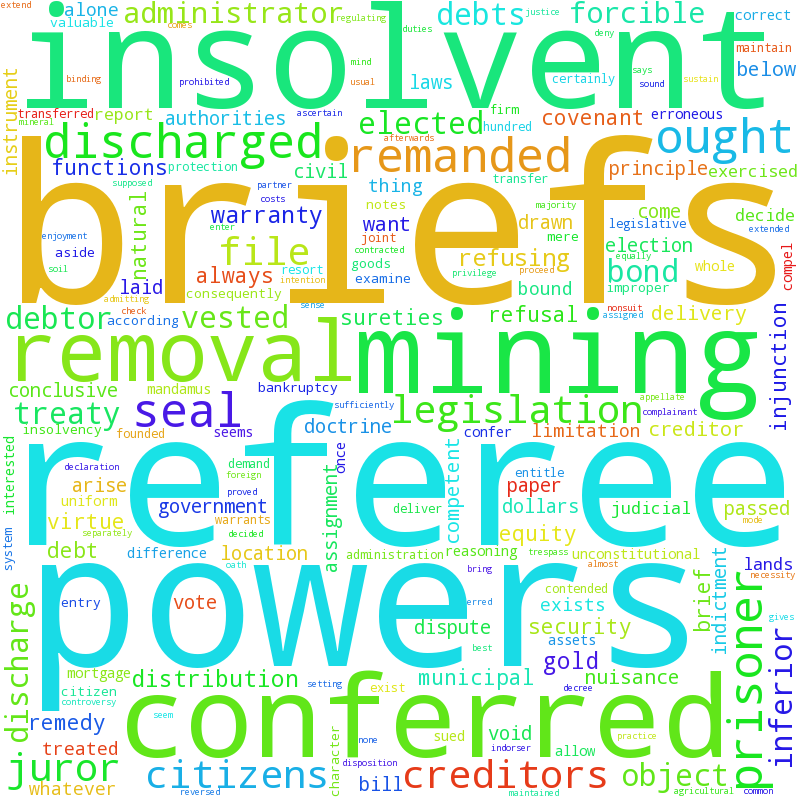 extend
alone
administrator
debts
forcible
correct
valuable
comes
regulating
justice
duties
deny
insolvent
maintain
binding
prohibited
mind
usual
laws
certainly
says
sound
sustain
below
instrument
transferred
report
authorities
ascertain
firm
elected
hundred
covenant
erroneous
ought
mineral
discharged
afterwards
remanded
functions
protection
civil
principle
exercised
supposed
partner
costs
thing
transfer
majority
natural
notes
warranty
enter
want
drawn
legislative
come
decide
extended
enjoyment
joint
mere
election
aside
file
contracted
refusing
equally
whole
compel
soil
always
goods
resort
privilege
proceed
bond
briefs
laid
admitting
intention
examine
consequently
bound
improper
check
sense
nonsuit
assigned
debtor
according
vested
sureties
refusal
delivery
injunction
removal
mining
conclusive
mandamus
bankruptcy
appellate
treaty
seal
sufficiently
legislation
complainant
insolvency
founded
seems
doctrine
confer
limitation
creditor
referee
interested
declaration
demand
foreign
once
competent
arise
proved
paper
entitle
uniform
government
assignment
deliver
dollars
judicial
passed
virtue
separately
warrants
decided
equity
mode
system
debt
difference
location
administration
reasoning
trespass
unconstitutional
oath
bring
contended
almost
indictment
lands
necessity
powers
entry
vote
exists
brief
gives
discharge
dispute
security
assets
best
prisoner
inferior
mortgage
distribution
gold
nuisance
citizen
setting
exist
municipal
decree
controversy
remedy
seem
conferred
sued
void
practice
treated
none
character
indorser
allow
juror
citizens
disposition
creditors
object
whatever
reversed
bill
maintained
agricultural
common